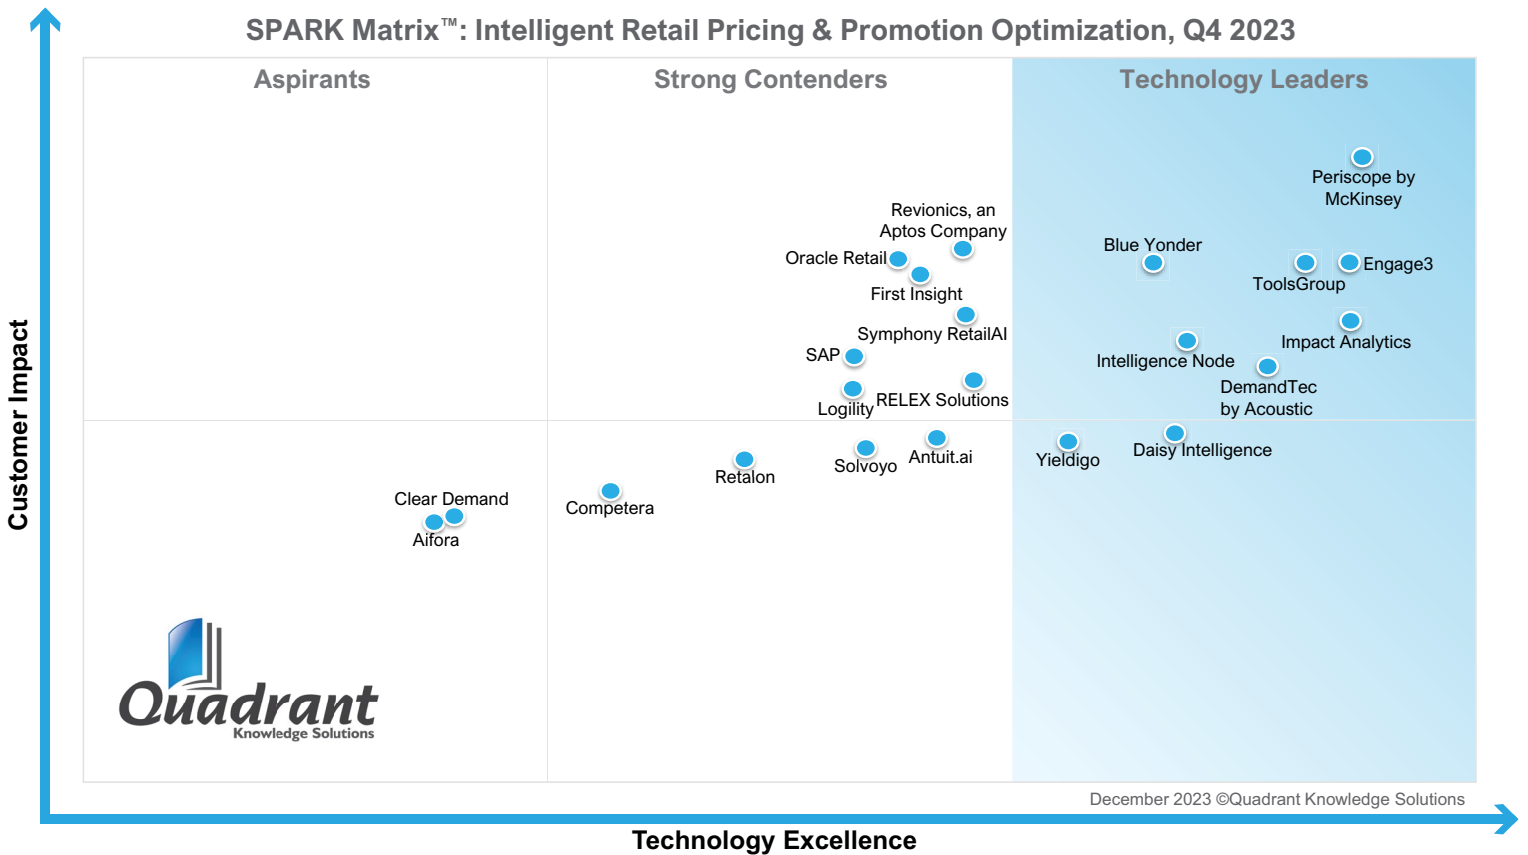 SPARK Matrix™: Intelligent Retail Pricing & Promotion Optimization, Q4 2023
Aspirants
Strong Contenders
Technology Leaders
Periscope by
McKinsey
Revionics, an
Aptos Company
Oracle Retail
First Insight
Blue Yonder
ToolsGroup
Engage3
Symphony RetailAI
Impact Analytics
SAP
Intelligence Node
Logility
RELEX Solutions
DemandTec
by Acoustic
Retalon
Solvoyo
Antuit.ai
Yieldigo
Daisy Intelligence
Clear Demand
Aifora
Competera
Customer Impact
Quadrant
Knowledge Solutions
December 2023 ©Quadrant Knowledge Solutions
Technology Excellence